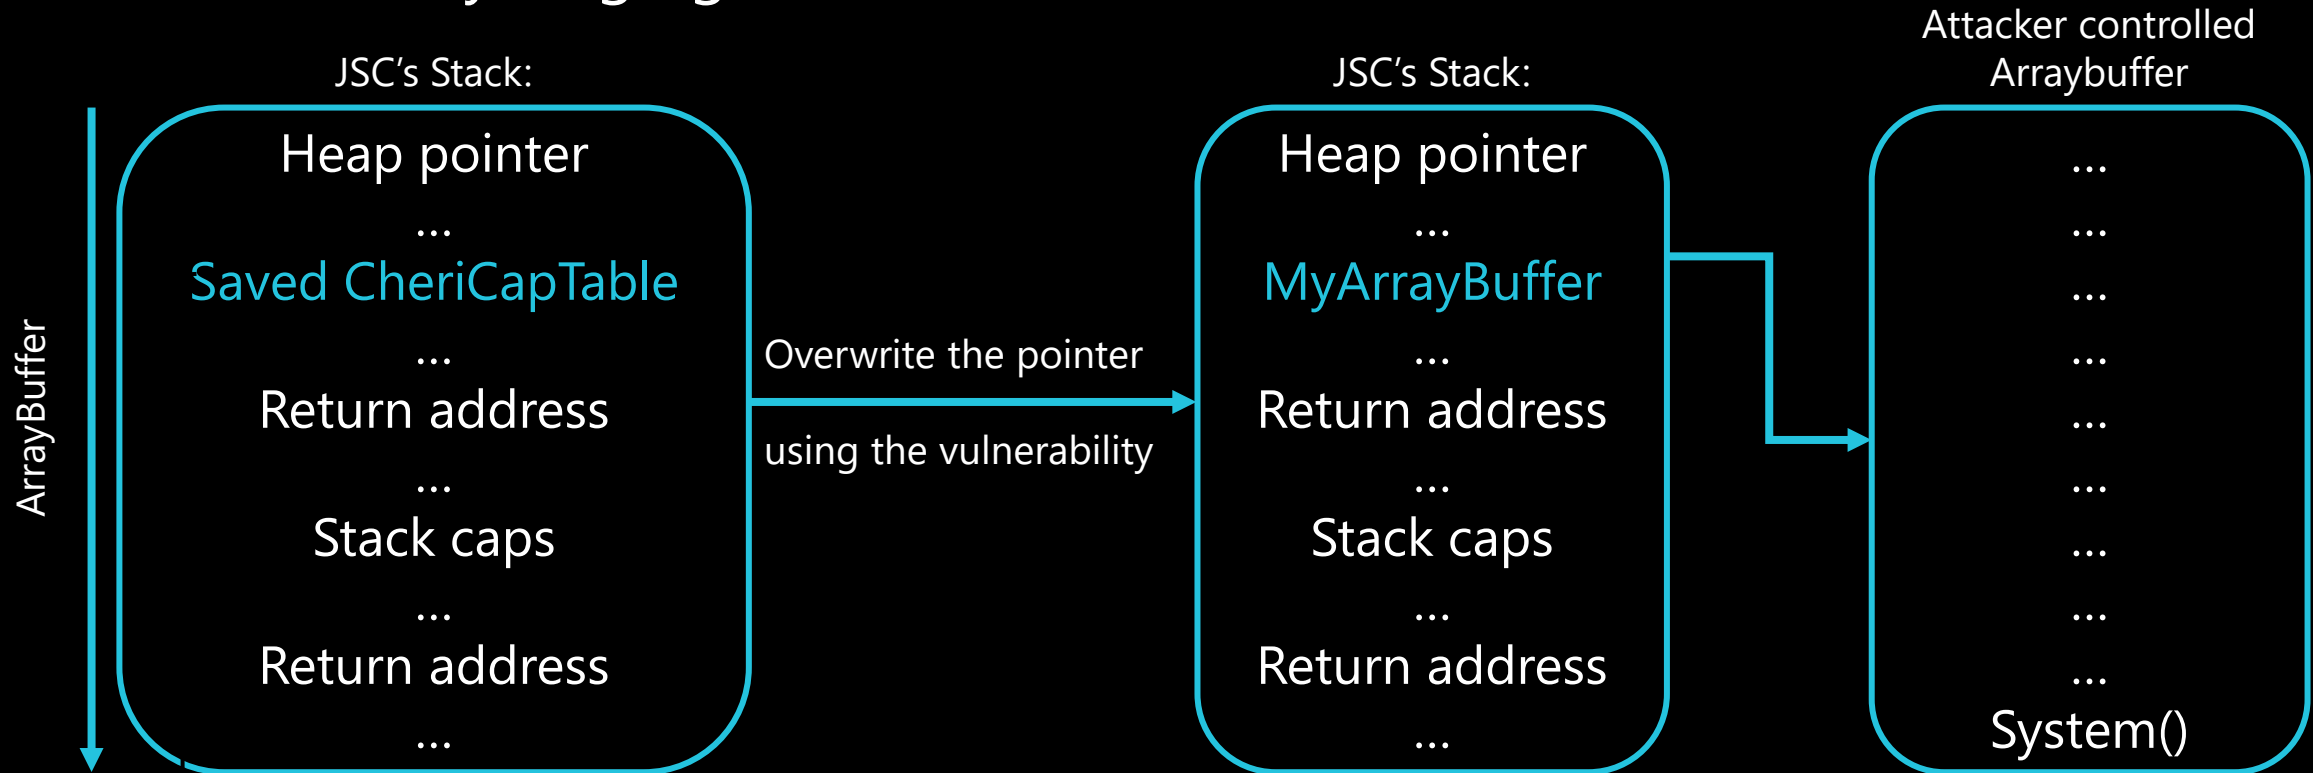 JSC's Stack:
Heap pointer
...
Saved CheriCapTable
...
Return address
...
Stack caps
...
Return address
...
ArrayBuffer
Overwrite the pointer
using the vulnerability
JSC's Stack:
Heap pointer
...
MyArrayBuffer
...
Return address
...
Stack caps
...
Return address
...
Attacker controlled
Arraybuffer
...
...
...
...
...
...
...
...
...
System()